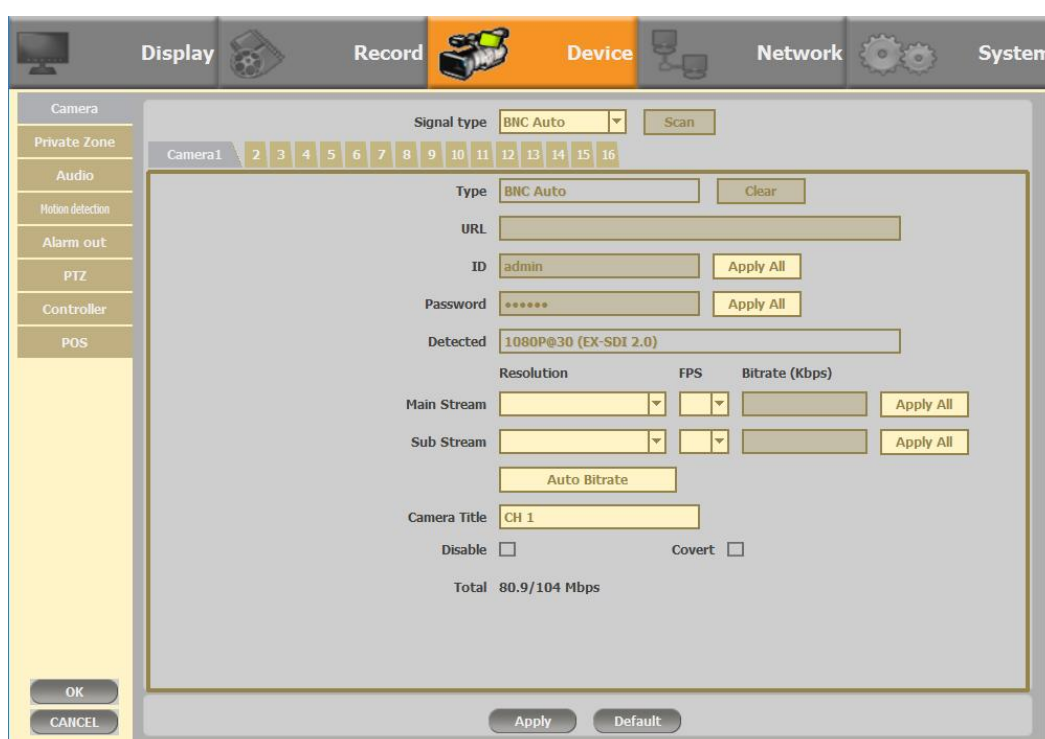 Display Record Device Network System
Camera
Private Zone
Audio
Motion detection
Alarm out
PTZ
Controller
POS
OK
CANCEL
Signal type BNC Auto Scan
Camera1 2 3 4 5 6 7 8 9 10 11 12 13 14 15 16
Type BNC Auto Clear
URL
ID admin Apply All
Password •••••• Apply All
Detected 1080P@30 (EX-SDI 2.0)
Resolution FPS Bitrate (Kbps)
Main Stream Apply All
Sub Stream Apply All
Auto Bitrate
Camera Title CH 1
Disable Covert
Total 80.9/104 Mbps
Apply Default